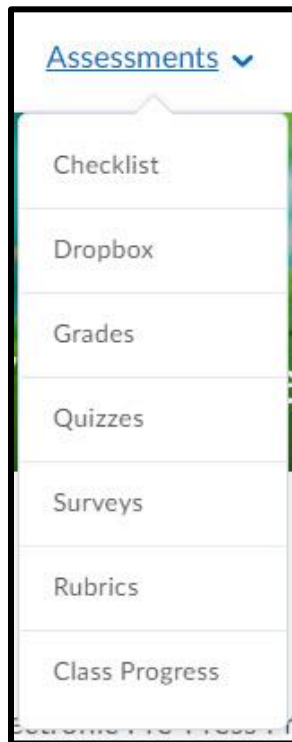 Assessments
Checklist
Dropbox
Grades
Quizzes
Surveys
Rubrics
Class Progress